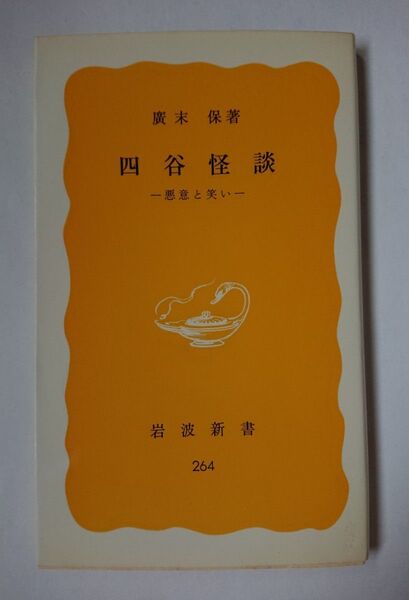 廣末 保著
四谷怪談
—悪意と笑い—
岩波新書
264